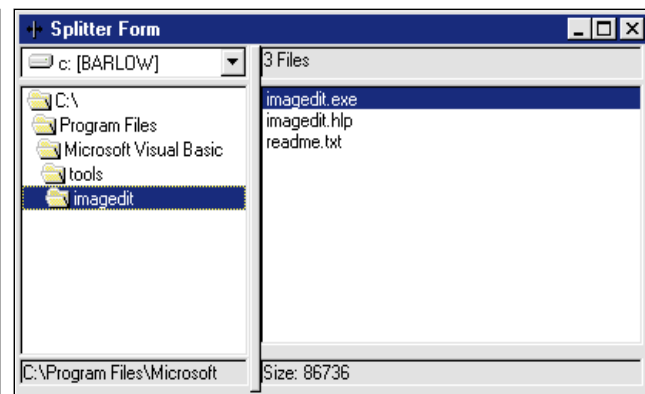 Splitter Form
c: [BARLOW]
3 Files
C:\
Program Files
Microsoft Visual Basic
tools
imagedit
imagedit.exe
imagedit.hlp
readme.txt
C:\Program Files\Microsoft
Size: 86736